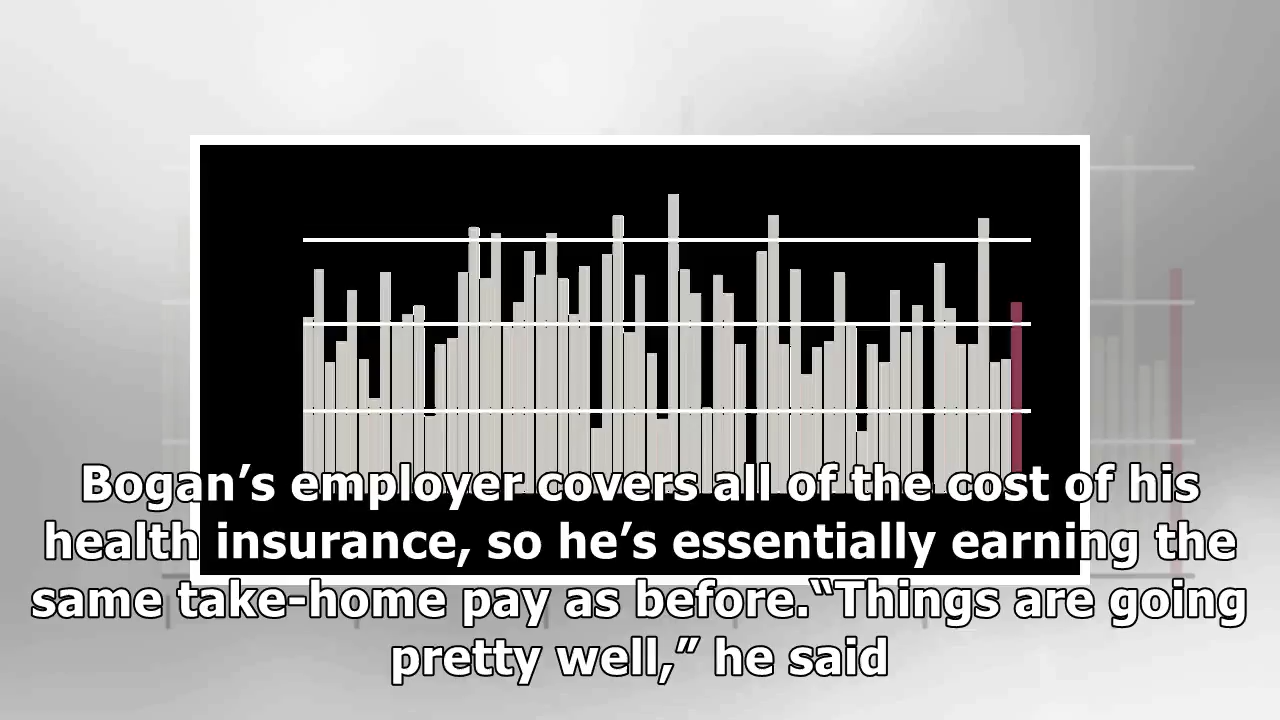 Bogan’s employer covers all of the cost of his
health insurance, so he’s essentially earning the
same take-home pay as before.“Things are going
pretty well,” he said